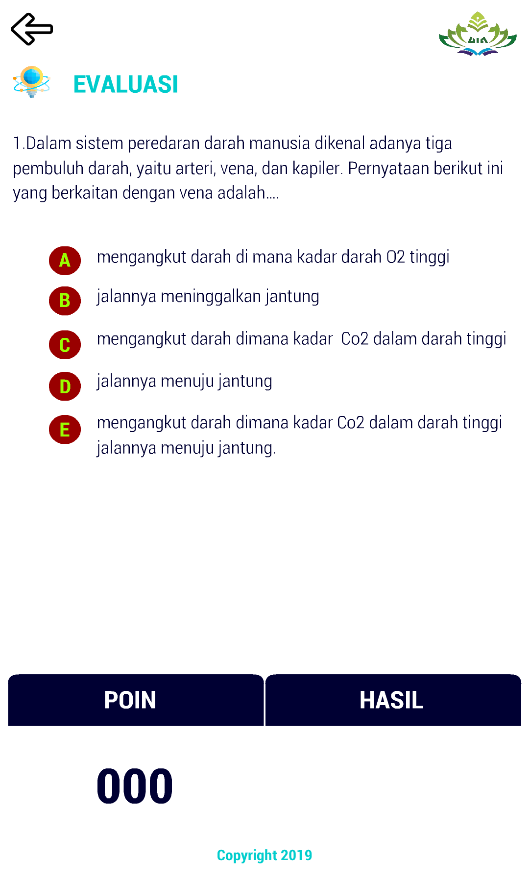 EVALUASI
1.Dalam sistem peredaran darah manusia dikenal adanya tiga
pembuluh darah, yaitu arteri, vena, dan kapiler. Pernyataan berikut ini
yang berkaitan dengan vena adalah....
A mengangkut darah di mana kadar darah O2 tinggi
B jalannya meninggalkan jantung
C mengangkut darah dimana kadar Co2 dalam darah tinggi
D jalannya menuju jantung
E mengangkut darah dimana kadar Co2 dalam darah tinggi
jalannya menuju jantung.
POIN HASIL
000
Copyright 2019